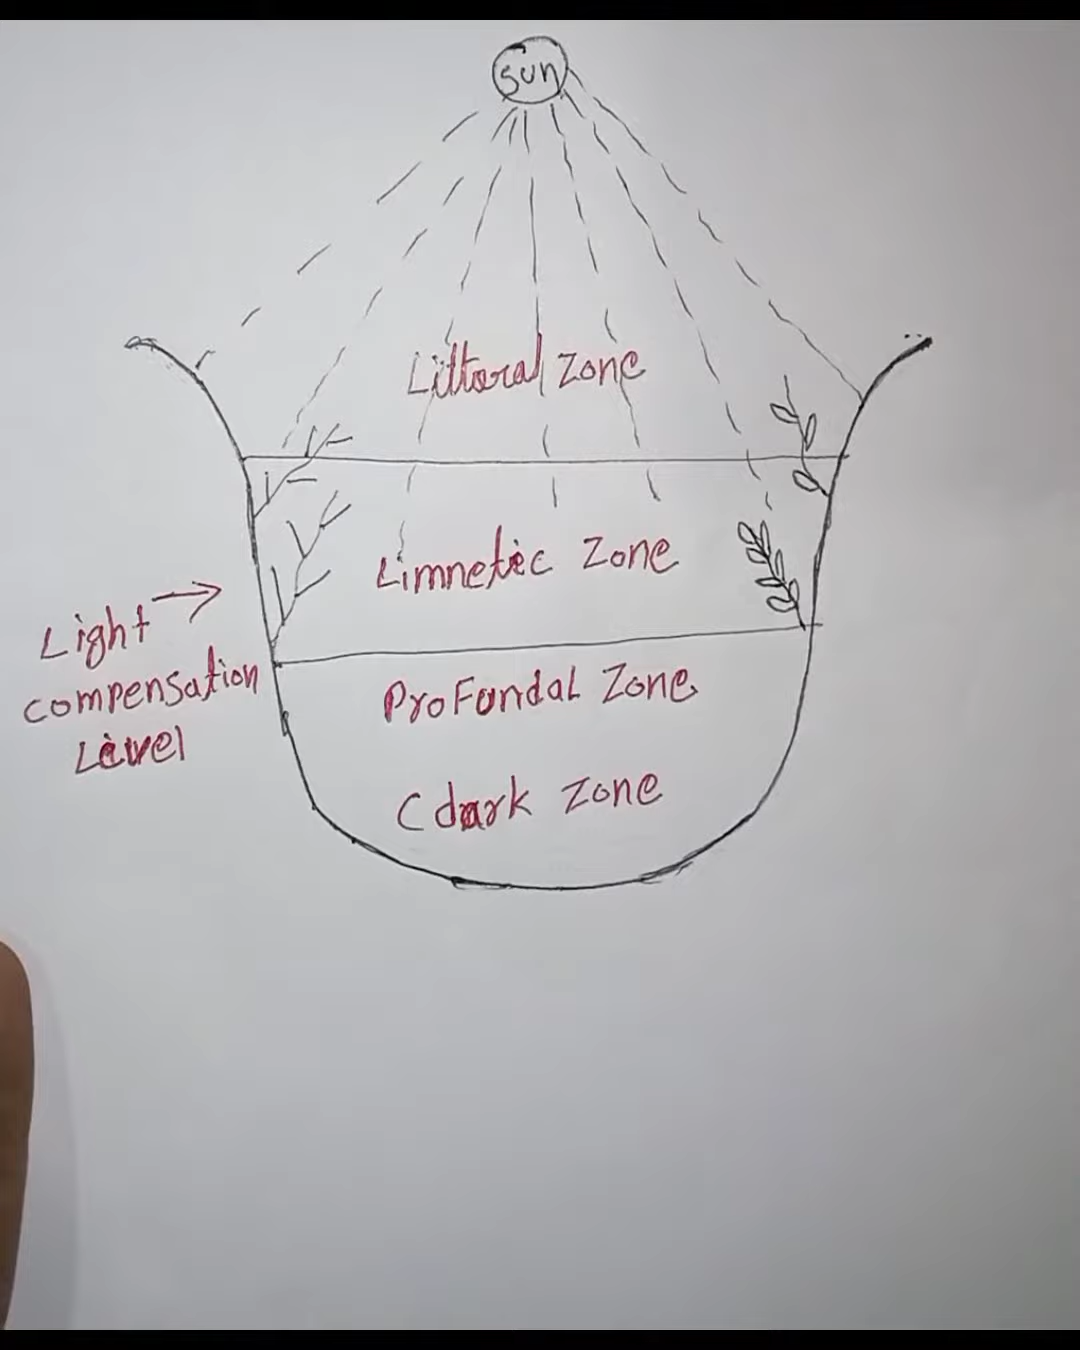 Sun
Littoral Zone
Limnetic Zone
Light
compensation
Level
ProFundal Zone
C dark Zone